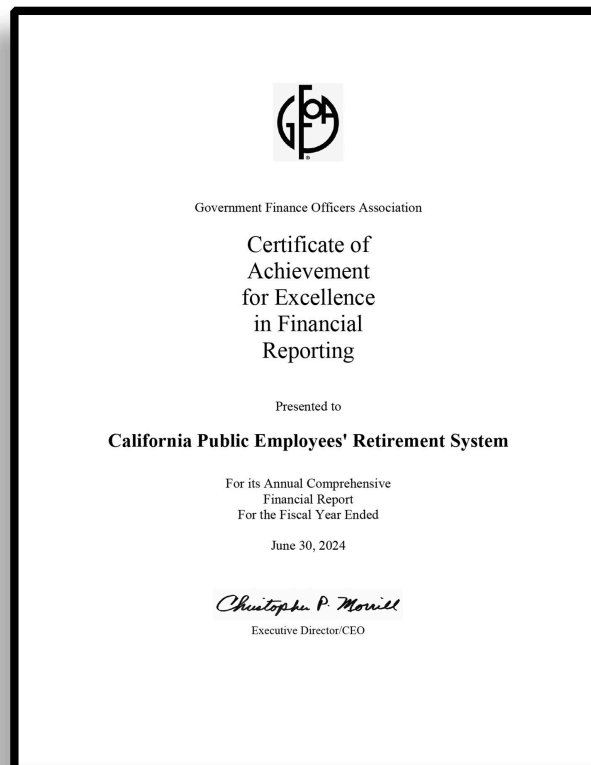 GFOA
Government Finance Officers Association
Certificate of
Achievement
for Excellence
in Financial
Reporting
Presented to
California Public Employees' Retirement System
For its Annual Comprehensive
Financial Report
For the Fiscal Year Ended
June 30, 2024
Christopher P. Morrill
Executive Director/CEO